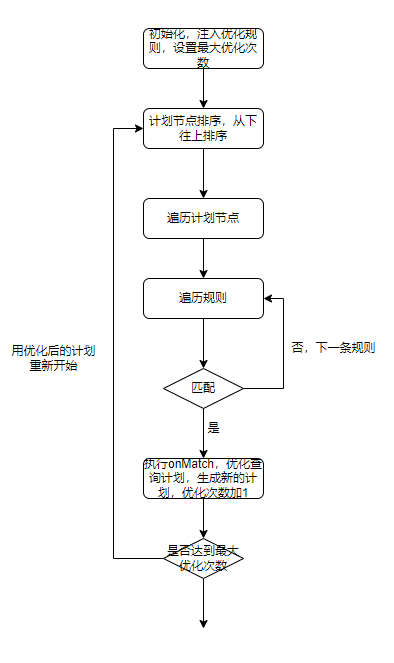 初始化，注入优化规
则，设置最大优化次
数
计划节点排序，从下
往上排序
遍历计划节点
遍历规则
用优化后的计划
重新开始
否，下一条规则
匹配
是
执行onMatch，优化查
询计划，生成新的计
划，优化次数加1
是否达到最大
优化次数